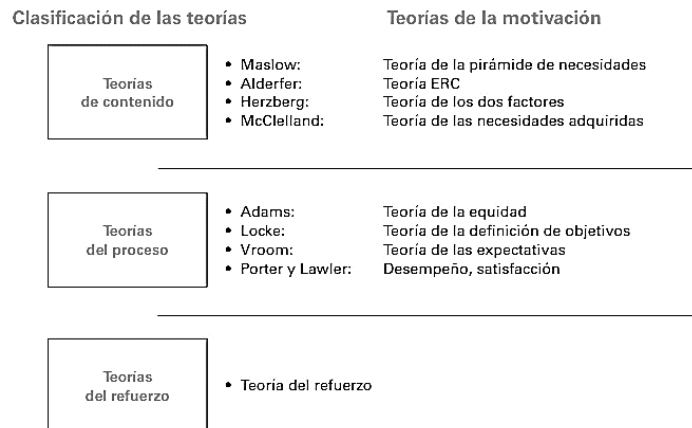 Clasificación de las teorías Teorías de la motivación
Teorías
de contenido
• Maslow: Teoría de la pirámide de necesidades
• Alderfer: Teoría ERC
• Herzberg: Teoría de los dos factores
• McClelland: Teoría de las necesidades adquiridas
Teorías
del proceso
• Adams: Teoría de la equidad
• Locke: Teoría de la definición de objetivos
• Vroom: Teoría de las expectativas
• Porter y Lawler: Desempeño, satisfacción
Teorías
del refuerzo
• Teoría del refuerzo